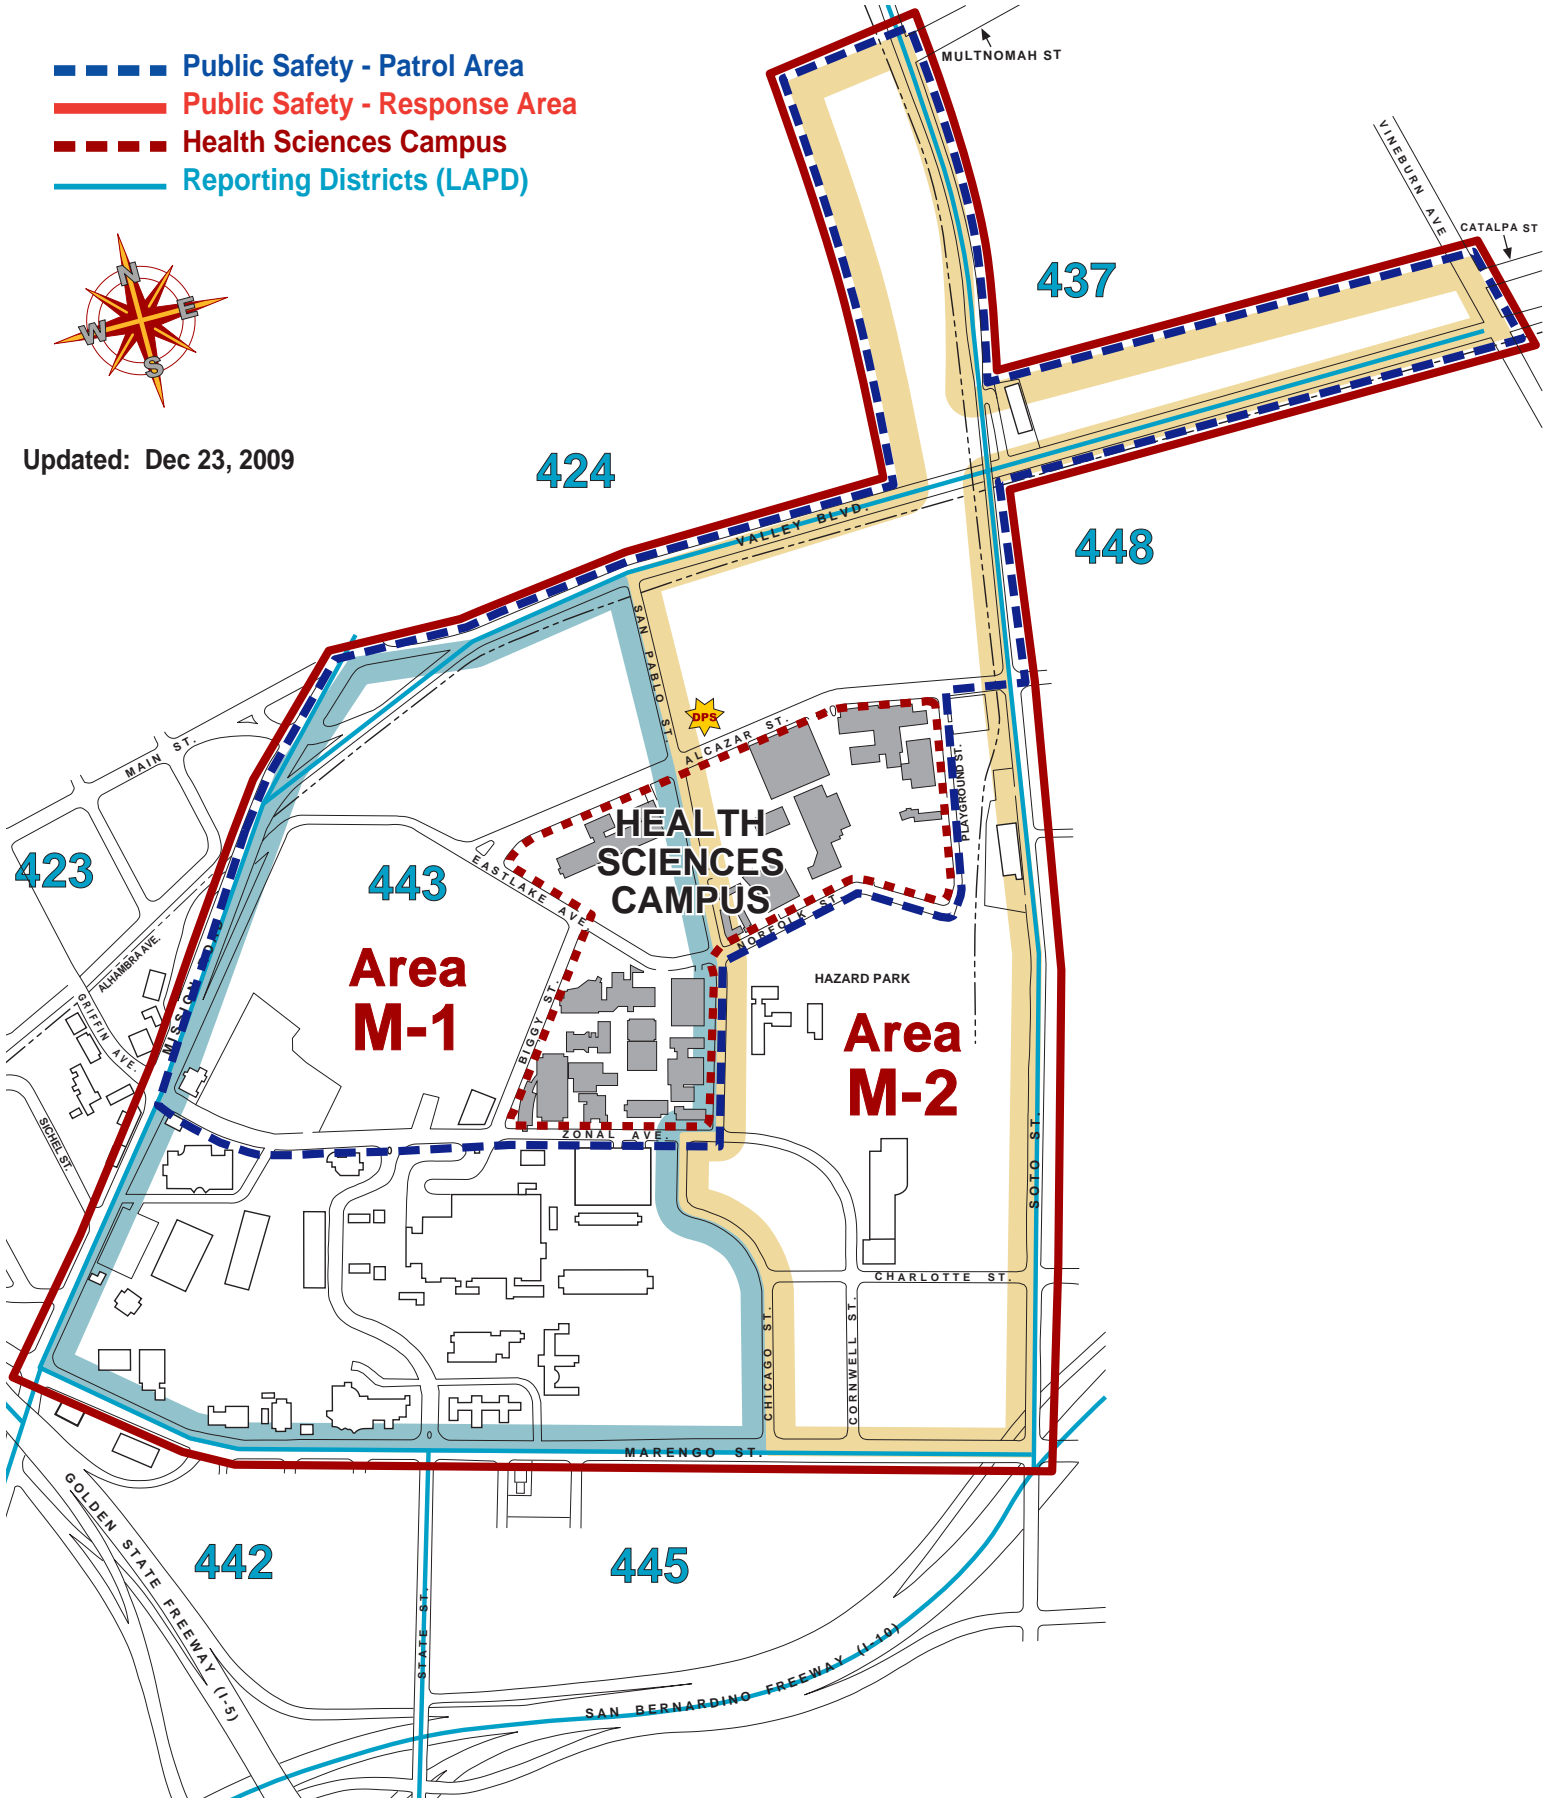 Public Safety - Patrol Area
Public Safety - Response Area
Health Sciences Campus
Reporting Districts (LAPD)
N
E
W
S
Updated: Dec 23, 2009
MULTNOMAH ST
VINEBURN AVE
CATALPA ST
437
424
448
VALLEY BLVD.
SAN PABLO ST.
DPS
ALCAZAR ST.
MAIN ST.
PLAYGROUND ST.
HEALTH
SCIENCES
CAMPUS
423
443
EASTLAKE AVE.
NORFOLK ST.
ALHAMBRA AVE.
MISSION RD.
GRIFFIN AVE.
Area
M-1
BIGGY ST.
HAZARD PARK
Area
M-2
SICHEL ST.
ZONAL AVE.
SOTO ST.
CHARLOTTE ST.
CHICAGO ST.
CORNWELL ST.
MARENGO ST.
GOLDEN STATE FREEWAY (I-5)
442
445
STATE ST.
SAN BERNARDINO FREEWAY (I-10)